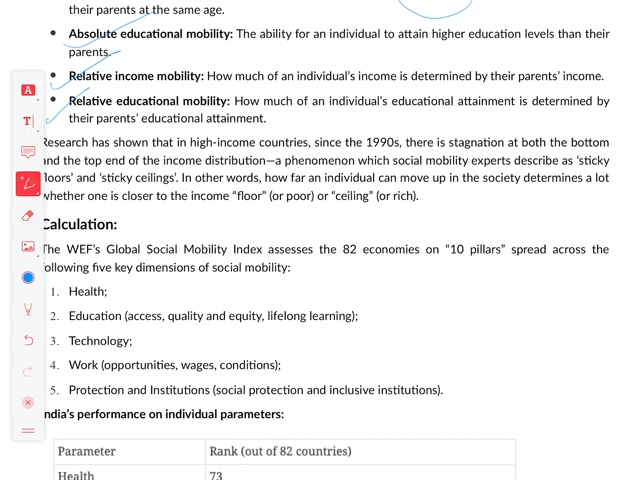 their parents at the same age.
• Absolute educational mobility: The ability for an individual to attain higher education levels than their
parents.
• Relative income mobility: How much of an individual's income is determined by their parents' income.
• Relative educational mobility: How much of an individual's educational attainment is determined by
their parents' educational attainment.
Research has shown that in high-income countries, since the 1990s, there is stagnation at both the bottom
and the top end of the income distribution—a phenomenon which social mobility experts describe as 'sticky
floors' and 'sticky ceilings'. In other words, how far an individual can move up in the society determines a lot
whether one is closer to the income "floor" (or poor) or "ceiling" (or rich).
Calculation:
The WEF's Global Social Mobility Index assesses the 82 economies on "10 pillars" spread across the
following five key dimensions of social mobility:
1. Health;
2. Education (access, quality and equity, lifelong learning);
3. Technology;
4. Work (opportunities, wages, conditions);
5. Protection and Institutions (social protection and inclusive institutions).
India's performance on individual parameters:
Parameter Rank (out of 82 countries)
Health 73